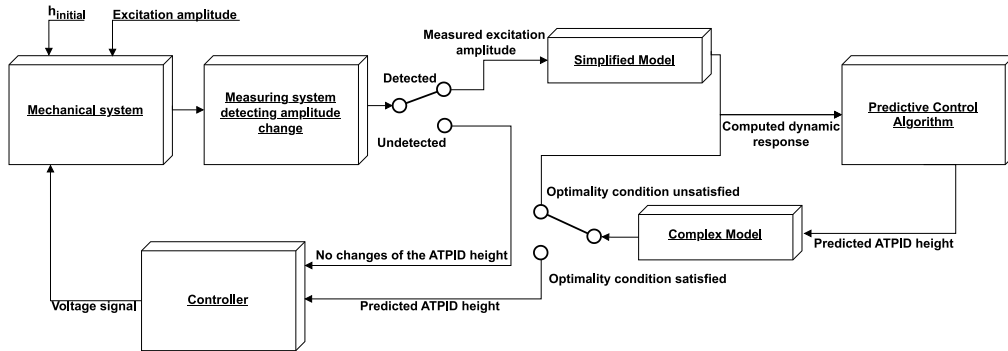 h initial
Excitation amplitude
Mechanical system
Measuring system
detecting amplitude
change
Detected
Undetected
Measured excitation
amplitude
Simplified Model
Computed dynamic
response
Predictive Control
Algorithm
Optimality condition unsatisfied
Complex Model
Predicted ATPID height
Optimality condition satisfied
No changes of the ATPID height
Predicted ATPID height
Controller
Voltage signal